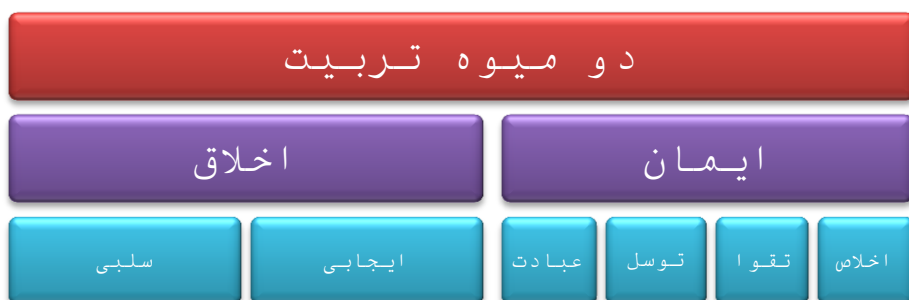 دو میوه تربیت
ایمان
اخلاق
اخلاص
تقوا
توسل
عبادت
ایجابی
سلبی